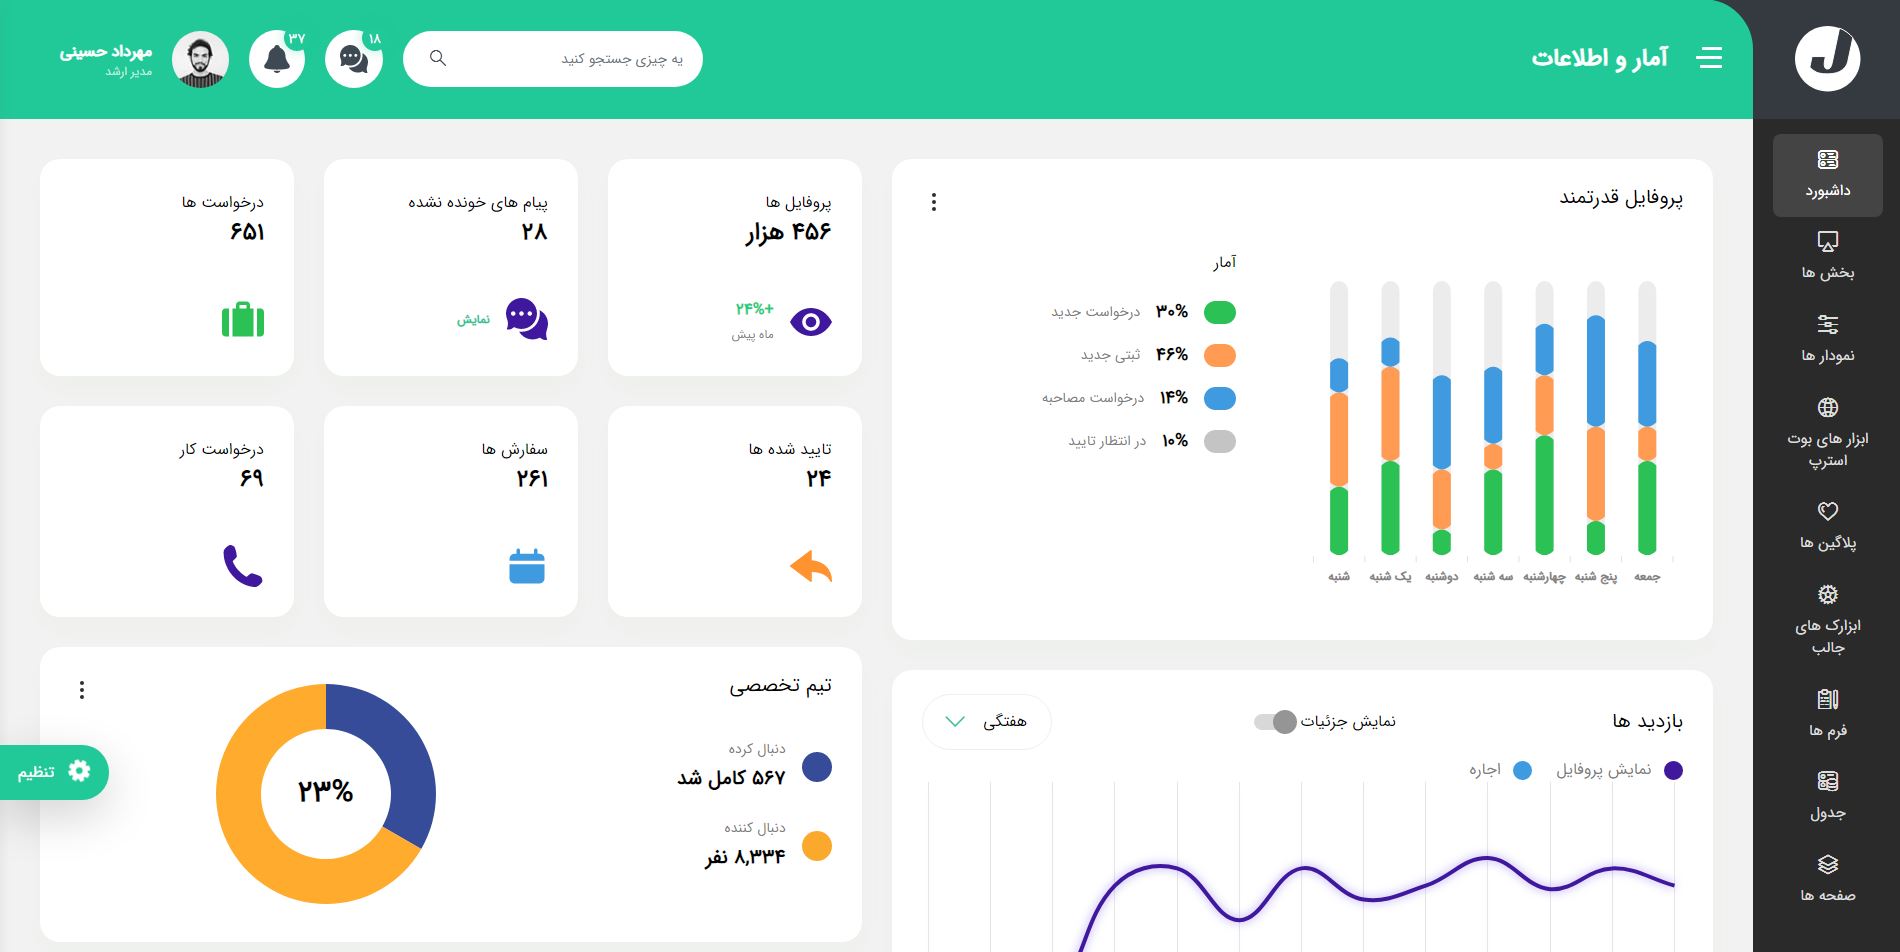 آمار و اطلاعات
یه چیزی جستجو کنید
۱۸
۳۷
مهرداد حسینی
مدیر ارشد
داشبورد
بخش ها
نمودار ها
ابزار های بوت
استرپ
پلاگین ها
ابزارک های
جالب
فرم ها
جدول
صفحه ها
پروفایل قدرتمند
آمار
۳۰% درخواست جدید
۴۶% ثبتی جدید
۱۴% درخواست مصاحبه
۱۰% در انتظار تایید
جمعه
پنج شنبه
چهارشنبه
سه شنبه
دوشنبه
یک شنبه
شنبه
پروفایل ها
۴۵۶ هزار
+۲۴%
ماه پیش
پیام های خونده نشده
۲۸
نمایش
درخواست ها
۶۵۱
تایید شده ها
۲۴
سفارش ها
۲۶۱
درخواست کار
۶۹
بازدید ها
نمایش جزئیات
هفتگی
نمایش پروفایل
اجاره
تیم تخصصی
دنبال کرده
۵۶۷ کامل شد
دنبال کننده
۸,۳۳۴ نفر
۲۳%
تنظیم